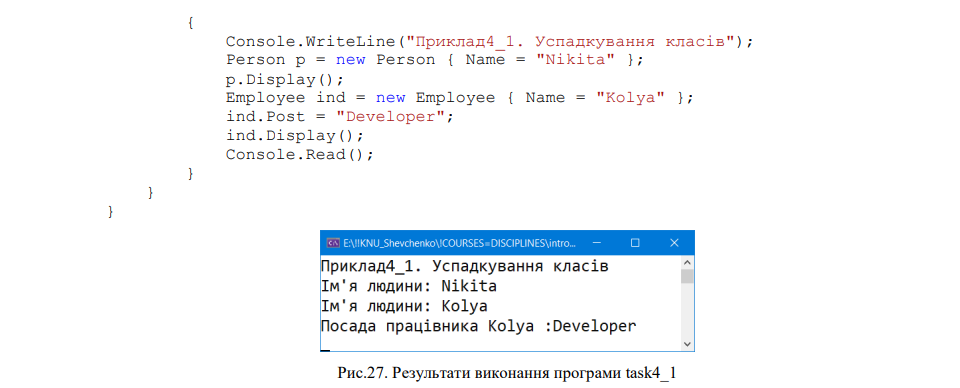 {
Console.WriteLine("Приклад4_1. Успадкування класів");
Person p = new Person { Name = "Nikita" };
p.Display();
Employee ind = new Employee { Name = "Kolya" };
ind.Post = "Developer";
ind.Display();
Console.Read();
}
}
}
E:\!!KNU_Shevchenko\!COURSES=DISCIPLINES\intro...
Приклад4_1. Успадкування класів
Ім'я людини: Nikita
Ім'я людини: Kolya
Посада працівника Kolya :Developer
Рис.27. Результати виконання програми task4_1